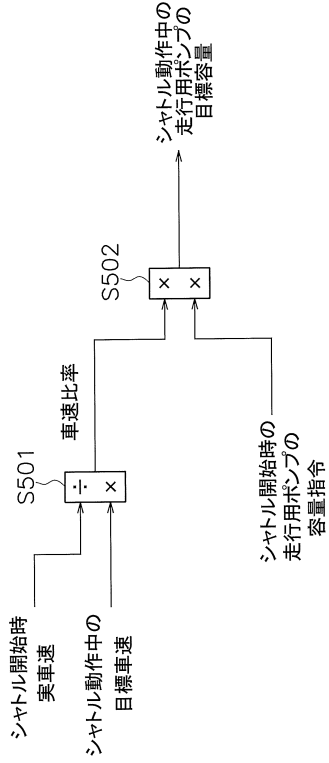 シャトル開始時
実車速
シャトル動作中の
目標車速
S501
÷
×
車速比率
シャトル開始時の
走行用ポンプの
容量指令
S502
×
×
シャトル動作中の
走行用ポンプの
目標容量